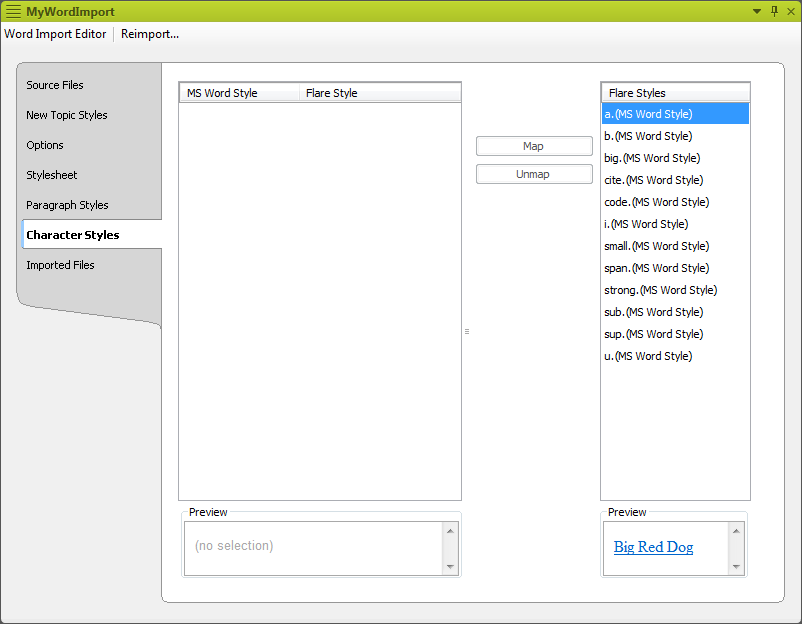 MyWordImport
Word Import Editor Reimport...
Source Files
New Topic Styles
Options
Stylesheet
Paragraph Styles
Character Styles
Imported Files
MS Word Style Flare Style
Map
Unmap
Flare Styles
a.(MS Word Style)
b.(MS Word Style)
big.(MS Word Style)
cite.(MS Word Style)
code.(MS Word Style)
i.(MS Word Style)
small.(MS Word Style)
span.(MS Word Style)
strong.(MS Word Style)
sub.(MS Word Style)
sup.(MS Word Style)
u.(MS Word Style)
Preview
(no selection)
Preview
Big Red Dog